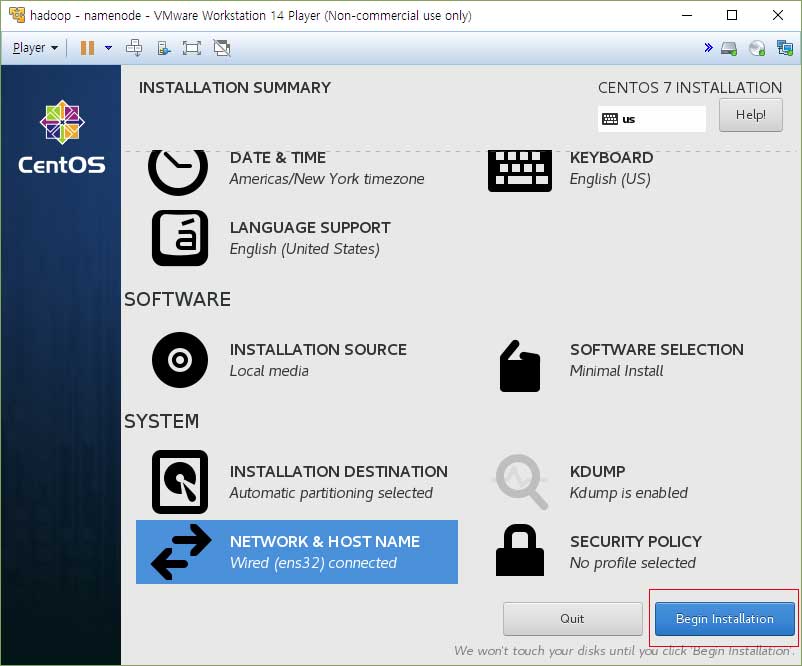 hadoop - namenode - VMware Workstation 14 Player (Non-commercial use only)
Player
INSTALLATION SUMMARY
CENTOS 7 INSTALLATION
us
Help!
CentOS
DATE & TIME
Americas/New York timezone
KEYBOARD
English (US)
LANGUAGE SUPPORT
English (United States)
SOFTWARE
INSTALLATION SOURCE
Local media
SOFTWARE SELECTION
Minimal Install
SYSTEM
INSTALLATION DESTINATION
Automatic partitioning selected
KDUMP
Kdump is enabled
NETWORK & HOST NAME
Wired (ens32) connected
SECURITY POLICY
No profile selected
Quit
Begin Installation
We won't touch your disks until you click 'Begin Installation'.